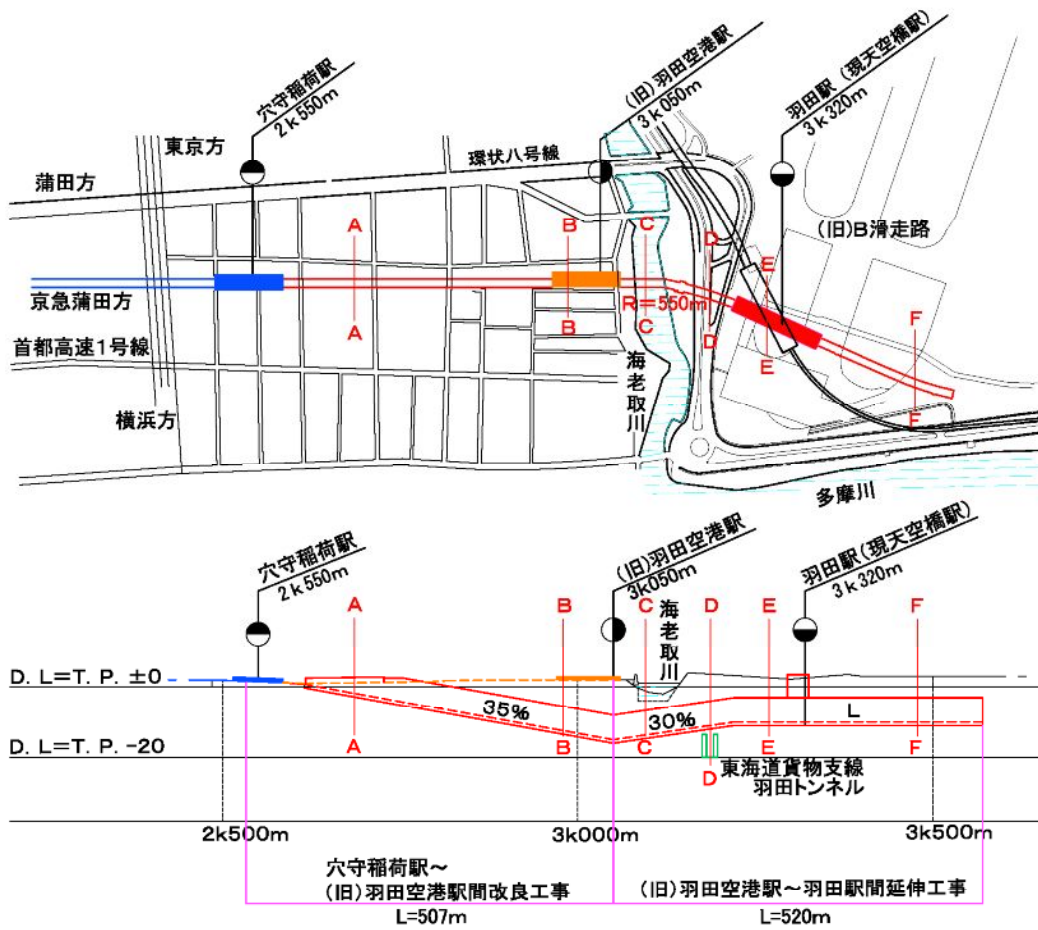 穴守稲荷駅
2k550m
(旧)羽田空港駅
3k050m
羽田駅(現天空橋駅)
3k320m
東京方
環状八号線
蒲田方
(旧)B滑走路
A
B
C
D
E
F
京急蒲田方
R=550m
A
B
C
D
E
F
首都高速1号線
海老取川
横浜方
多摩川
穴守稲荷駅
2k550m
(旧)羽田空港駅
3k050m
羽田駅(現天空橋駅)
3k320m
A
B
C
D
E
F
海老取川
D. L=T. P. ±0
35‰
30‰
L
D. L=T. P. -20
A
B
C
D
E
F
東海道貨物支線
羽田トンネル
2k500m
3k000m
3k500m
穴守稲荷駅~
(旧)羽田空港駅間改良工事
(旧)羽田空港駅~羽田駅間延伸工事
L=507m
L=520m